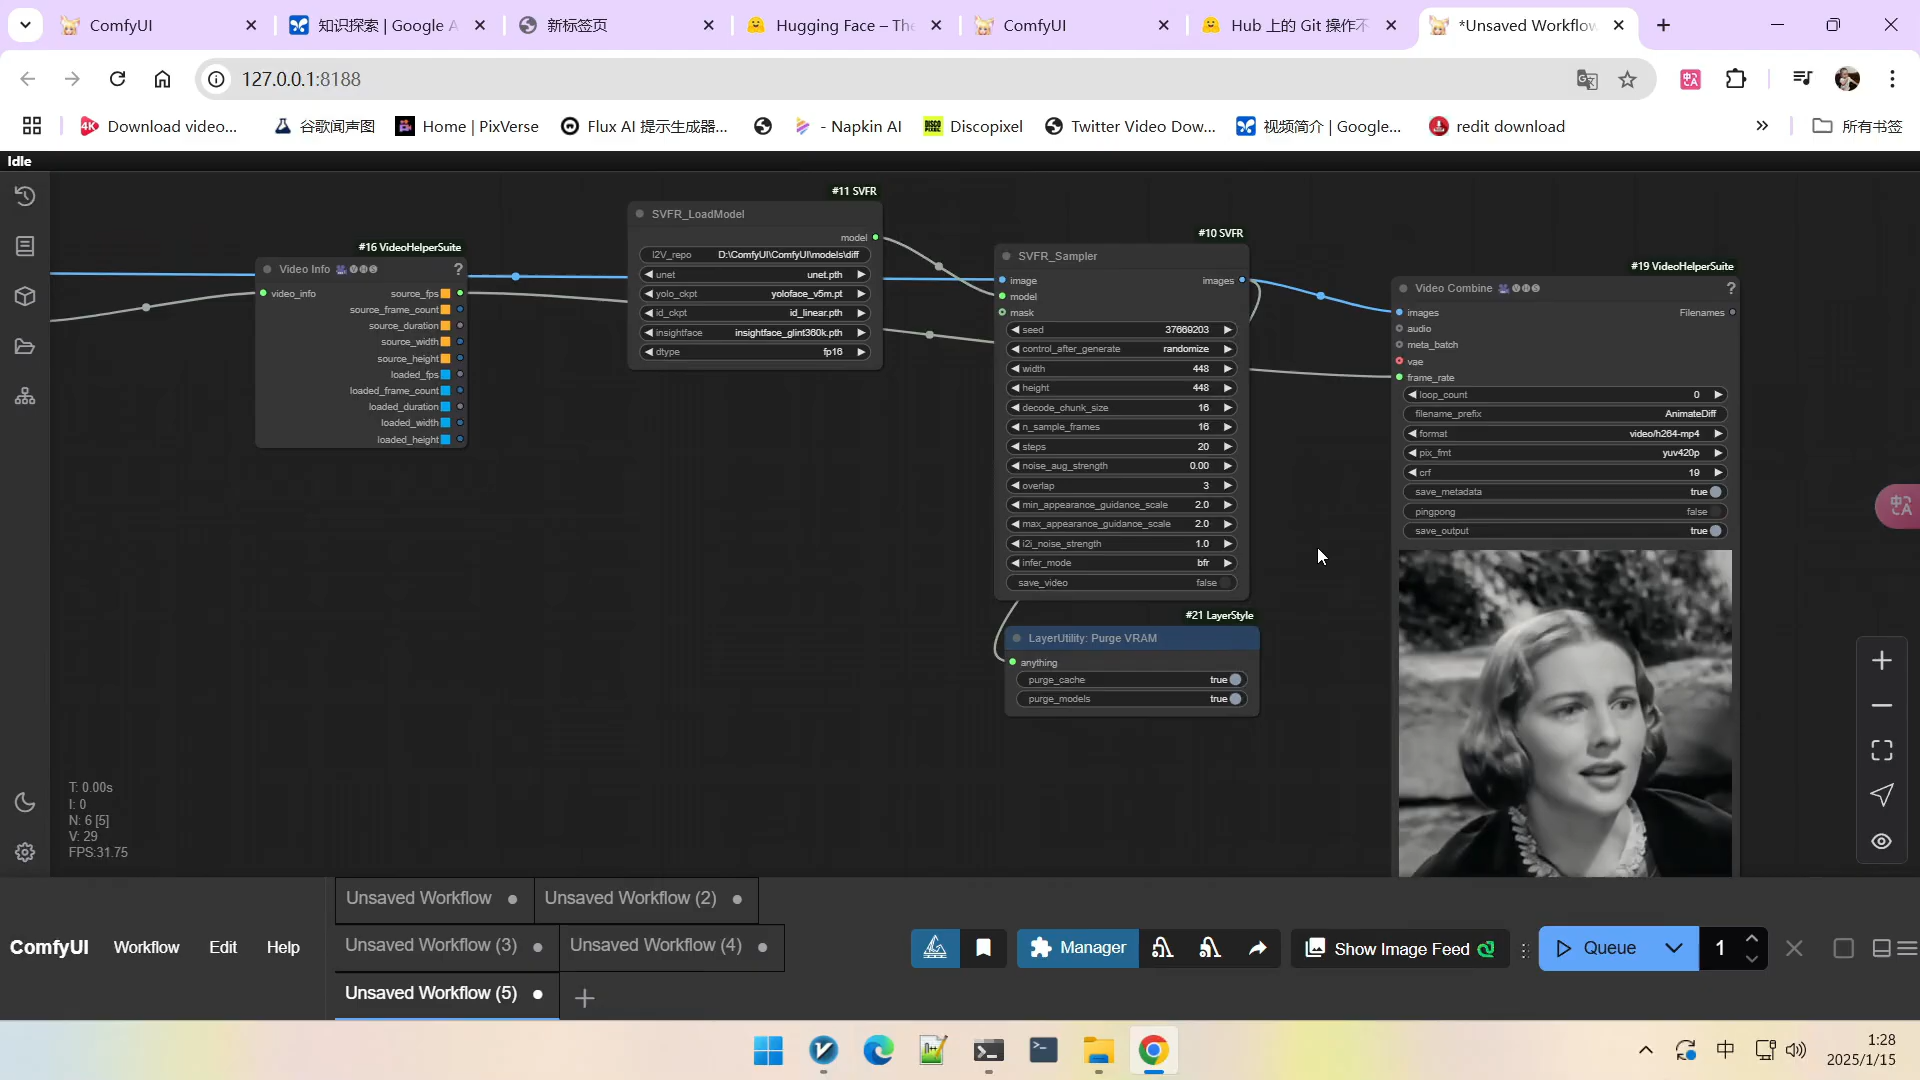 ComfyUI
知识探索 | Google A
新标签页
Hugging Face – The
ComfyUI
Hub 上的 Git 操作不
*Unsaved Workflow
127.0.0.1:8188
4K Download video...
谷歌闻声图
Home | PixVerse
Flux AI 提示生成器...
- Napkin AI
Discopixel
Twitter Video Dow...
视频简介 | Google...
redit download
所有书签
Idle
#16 VideoHelperSuite
Video Info
?
video_info
source_fps
source_frame_count
source_duration
source_width
source_height
loaded_fps
loaded_frame_count
loaded_duration
loaded_width
loaded_height
#11 SVFR
SVFR_LoadModel
model
I2V_repo D:\ComfyUI\ComfyUI\models\diff
unet unet.pth
yolo_ckpt yoloface_v5m.pt
id_ckpt id_linear.pth
insightface insightface_glint360k.pth
dtype fp16
#10 SVFR
SVFR_Sampler
image images
model
mask
seed 37669203
control_after_generate randomize
width 448
height 448
decode_chunk_size 16
n_sample_frames 16
steps 20
noise_aug_strength 0.00
overlap 3
min_appearance_guidance_scale 2.0
max_appearance_guidance_scale 2.0
i2i_noise_strength 1.0
infer_mode bfr
save_video false
#21 LayerStyle
LayerUtility: Purge VRAM
anything
purge_cache true
purge_models true
#19 VideoHelperSuite
Video Combine
?
images Filenames
audio
meta_batch
vae
frame_rate
loop_count 0
filename_prefix AnimateDiff
format video/h264-mp4
pix_fmt yuv420p
crf 19
save_metadata true
pingpong false
save_output true
T: 0.00s
I: 0
N: 6 [5]
V: 29
FPS:31.75
ComfyUI
Workflow
Edit
Help
Unsaved Workflow
Unsaved Workflow (2)
Unsaved Workflow (3)
Unsaved Workflow (4)
Unsaved Workflow (5)
Manager
Show Image Feed
Queue
1
中
1:28
2025/1/15